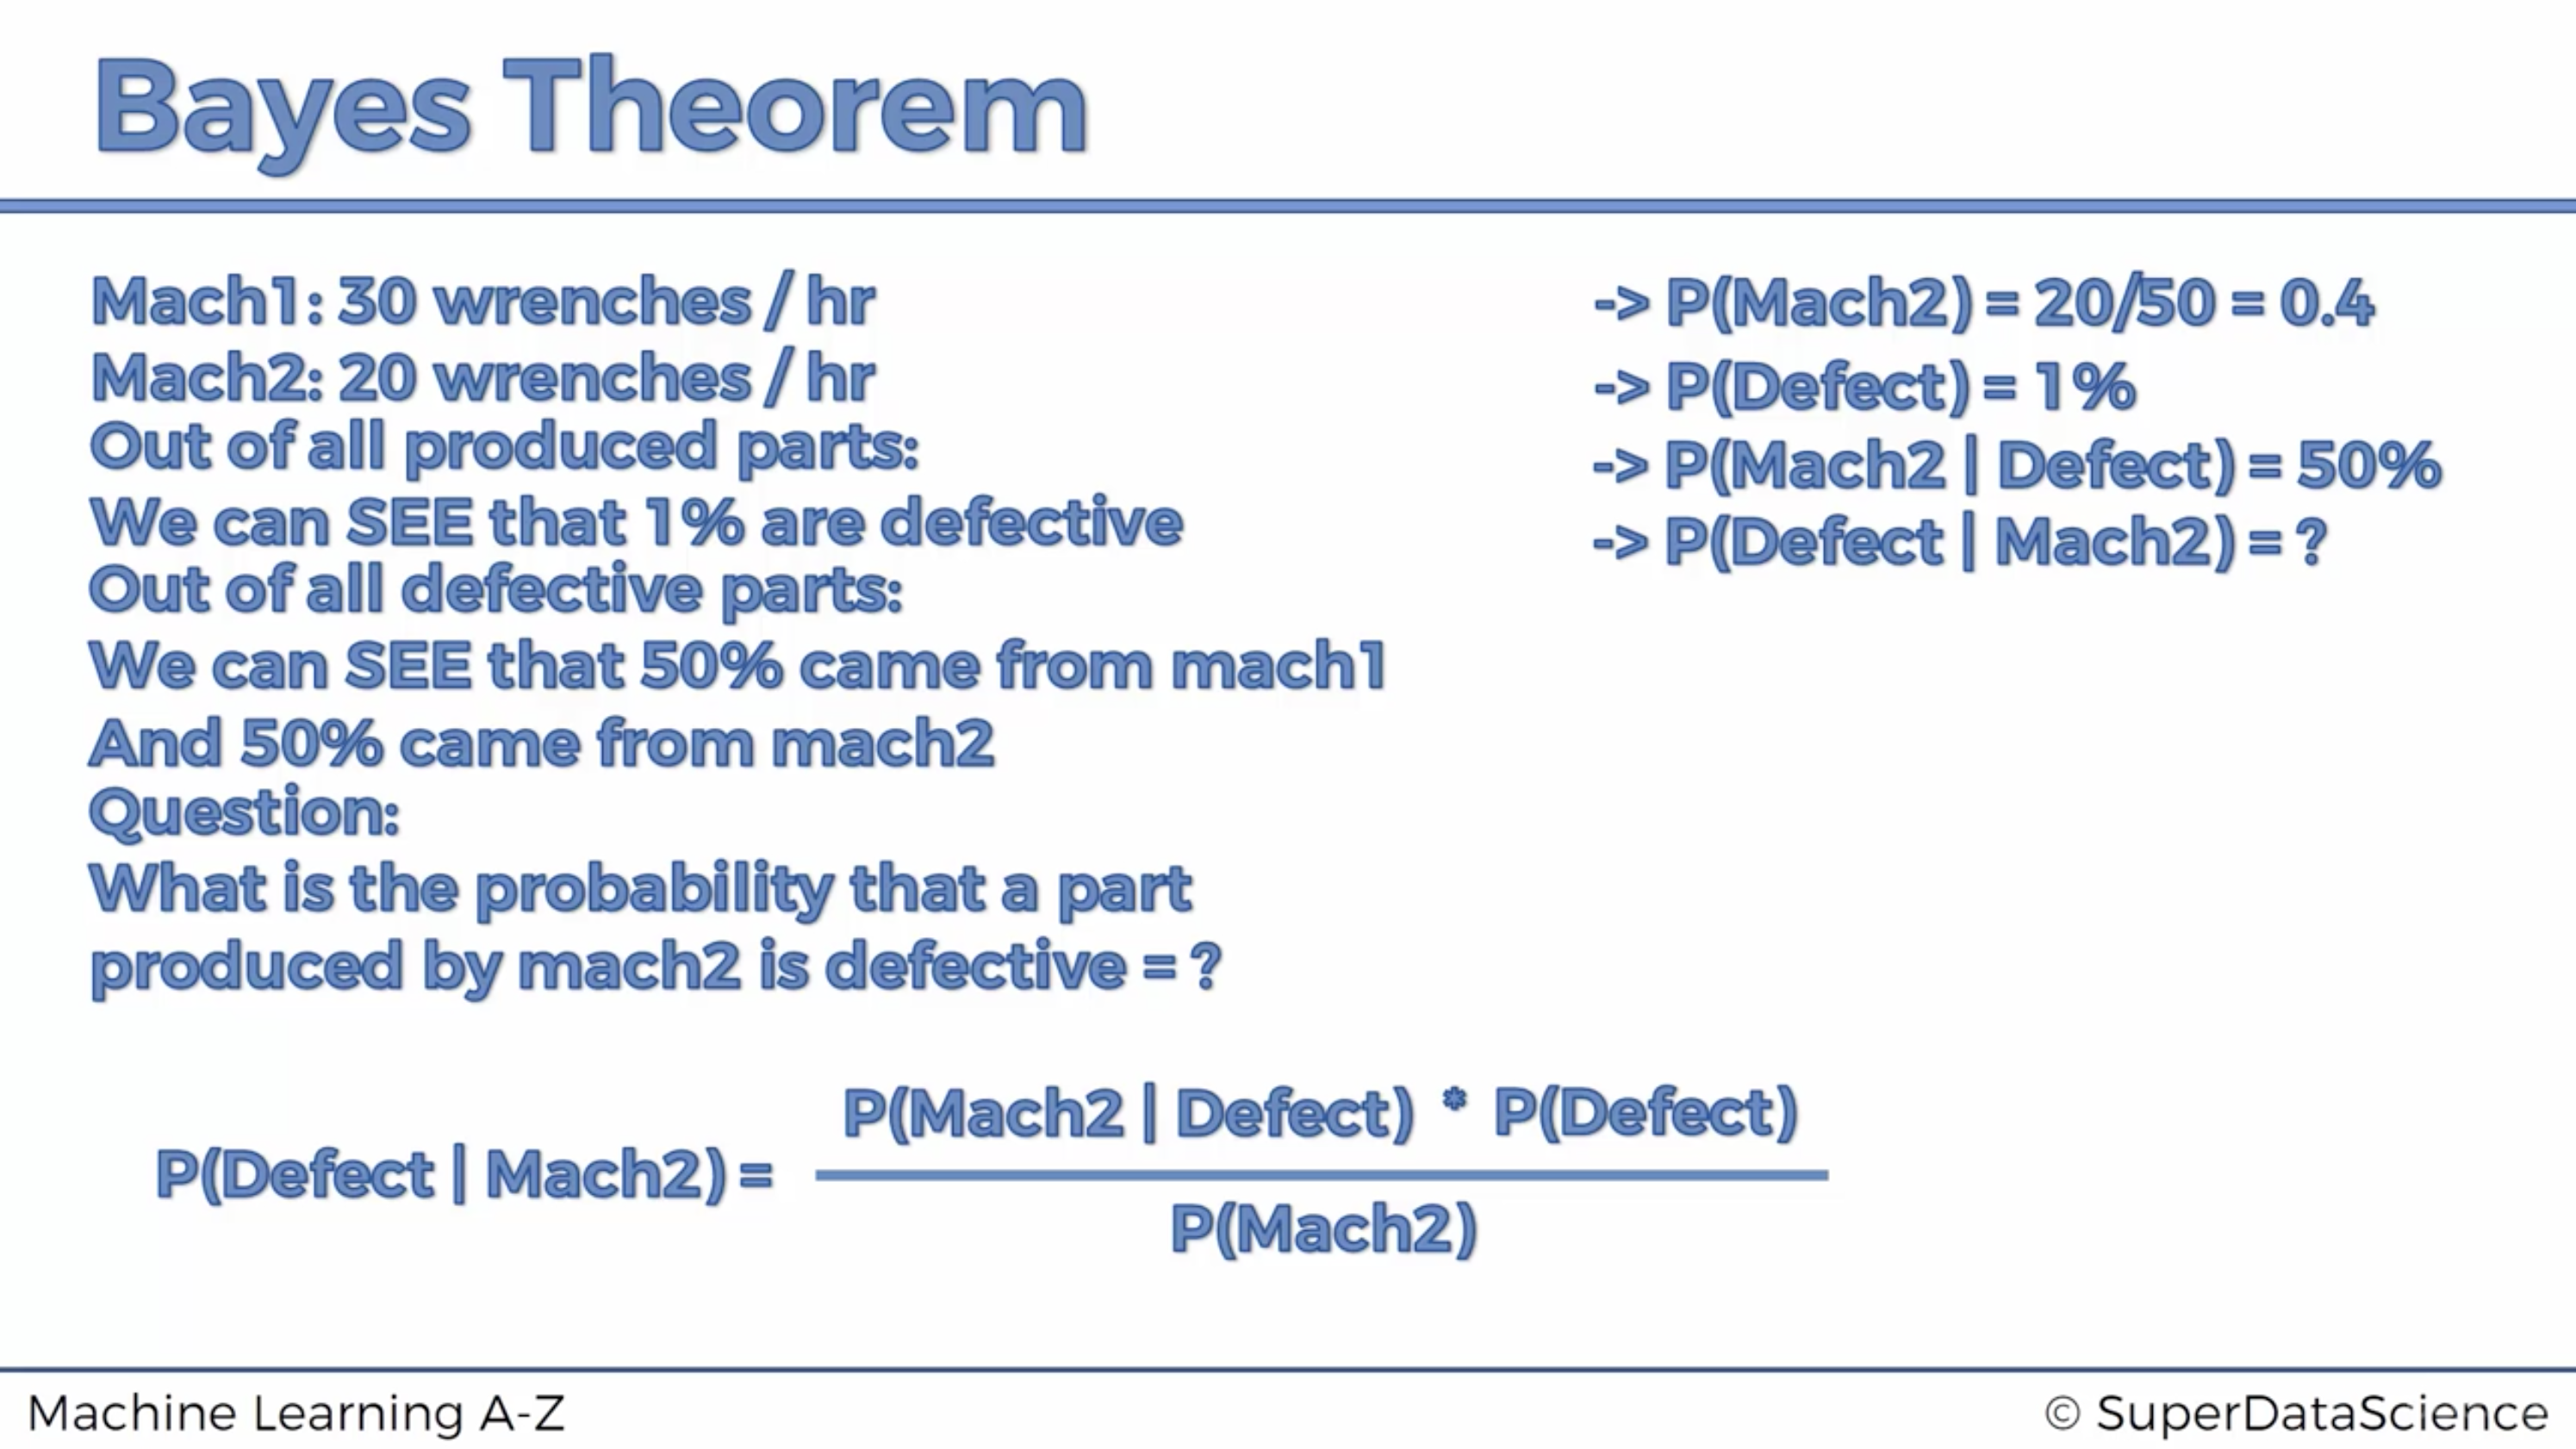 Bayes Theorem
Mach1: 30 wrenches / hr
Mach2: 20 wrenches / hr
Out of all produced parts:
We can SEE that 1% are defective
Out of all defective parts:
We can SEE that 50% came from mach1
And 50% came from mach2
Question:
What is the probability that a part
produced by mach2 is defective = ?
-> P(Mach2) = 20/50 = 0.4
-> P(Defect) = 1%
-> P(Mach2 | Defect) = 50%
-> P(Defect | Mach2) = ?
P(Mach2 | Defect) * P(Defect)
P(Defect | Mach2) =
P(Mach2)
Machine Learning A-Z
© SuperDataScience